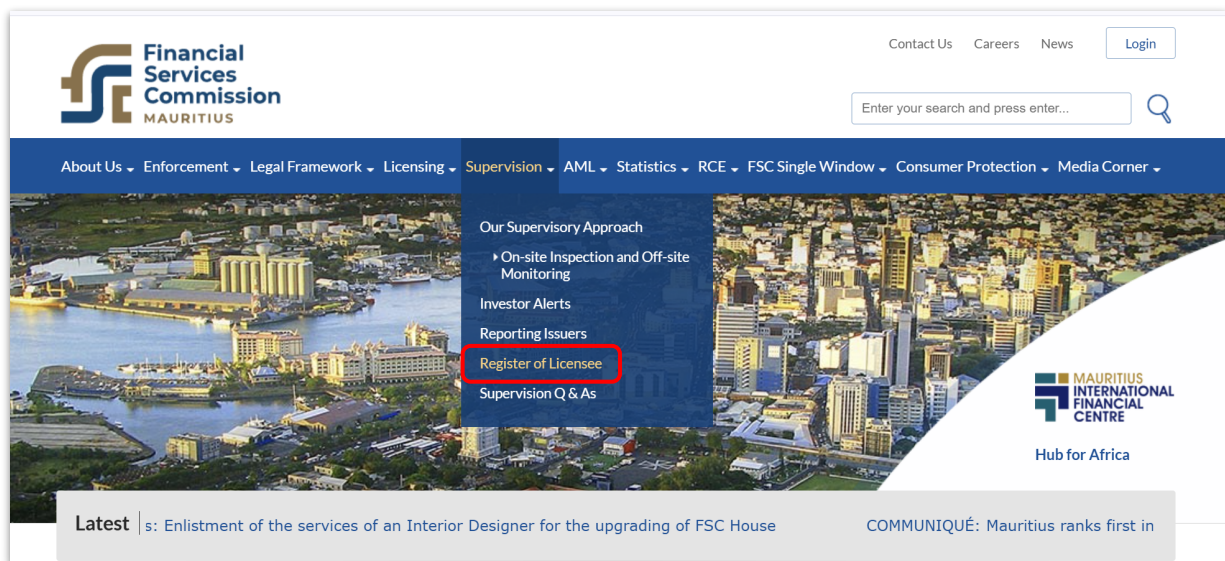 Financial
Services
Commission
MAURITIUS
Contact Us Careers News Login
Enter your search and press enter...
About Us Enforcement Legal Framework Licensing Supervision AML Statistics RCE FSC Single Window Consumer Protection Media Corner
Our Supervisory Approach
On-site Inspection and Off-site
Monitoring
Investor Alerts
Reporting Issuers
Register of Licensee
Supervision Q & As
MAURITIUS
INTERNATIONAL
FINANCIAL
CENTRE
Hub for Africa
Latest s: Enlistment of the services of an Interior Designer for the upgrading of FSC House COMMUNIQUÉ: Mauritius ranks first in